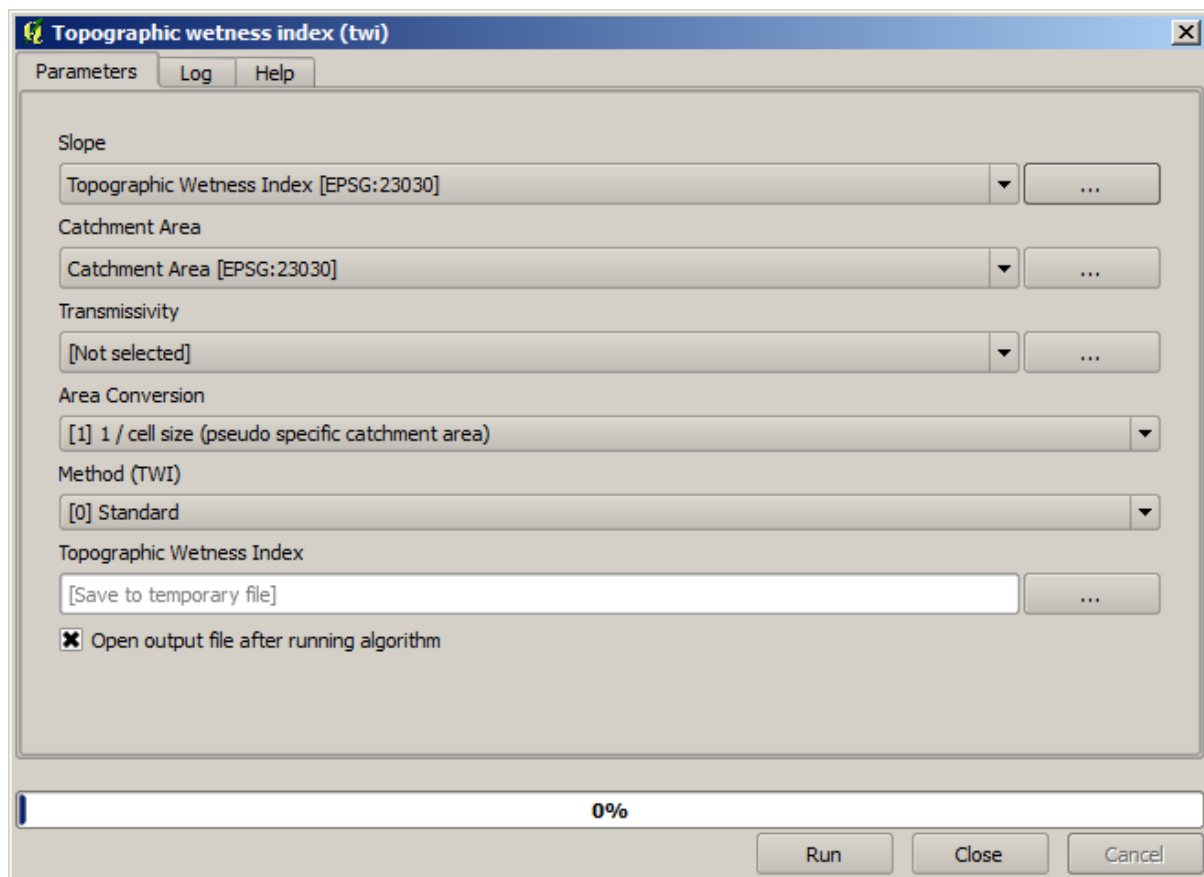 Topographic wetness index (twi)
Parameters Log Help
Slope
Topographic Wetness Index [EPSG:23030] ...
Catchment Area
Catchment Area [EPSG:23030] ...
Transmissivity
[Not selected] ...
Area Conversion
[1] 1 / cell size (pseudo specific catchment area)
Method (TWI)
[0] Standard
Topographic Wetness Index
[Save to temporary file] ...
Open output file after running algorithm
0%
Run Close Cancel